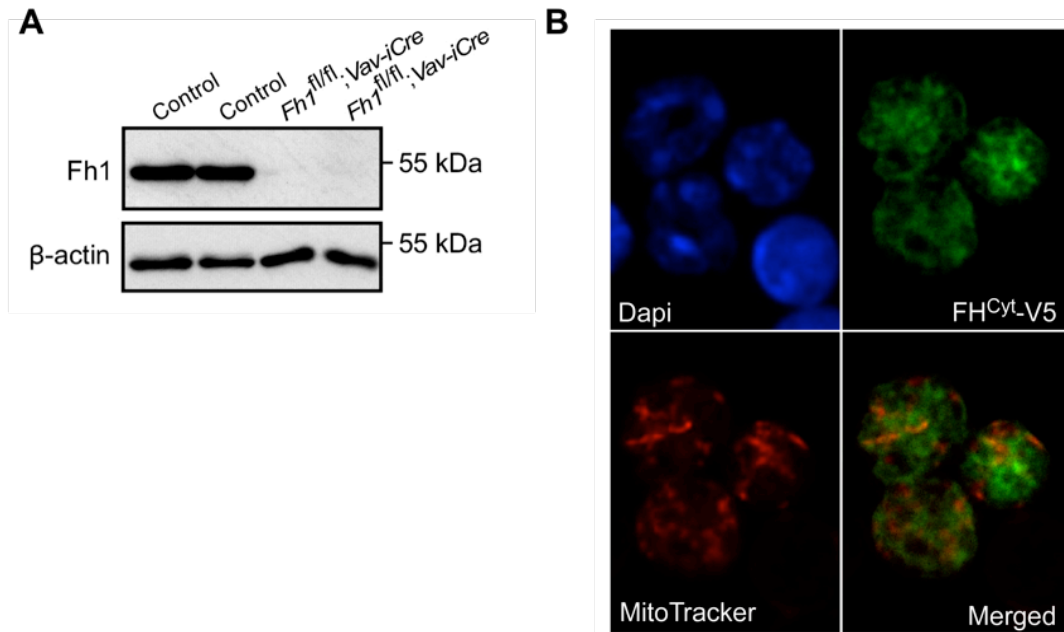 A
Control
Control
Fh1fl/fl;Vav-iCre
Fh1fl/fl;Vav-iCre
Fh1
55 kDa
β-actin
55 kDa
B
Dapi
FHCyt-V5
MitoTracker
Merged